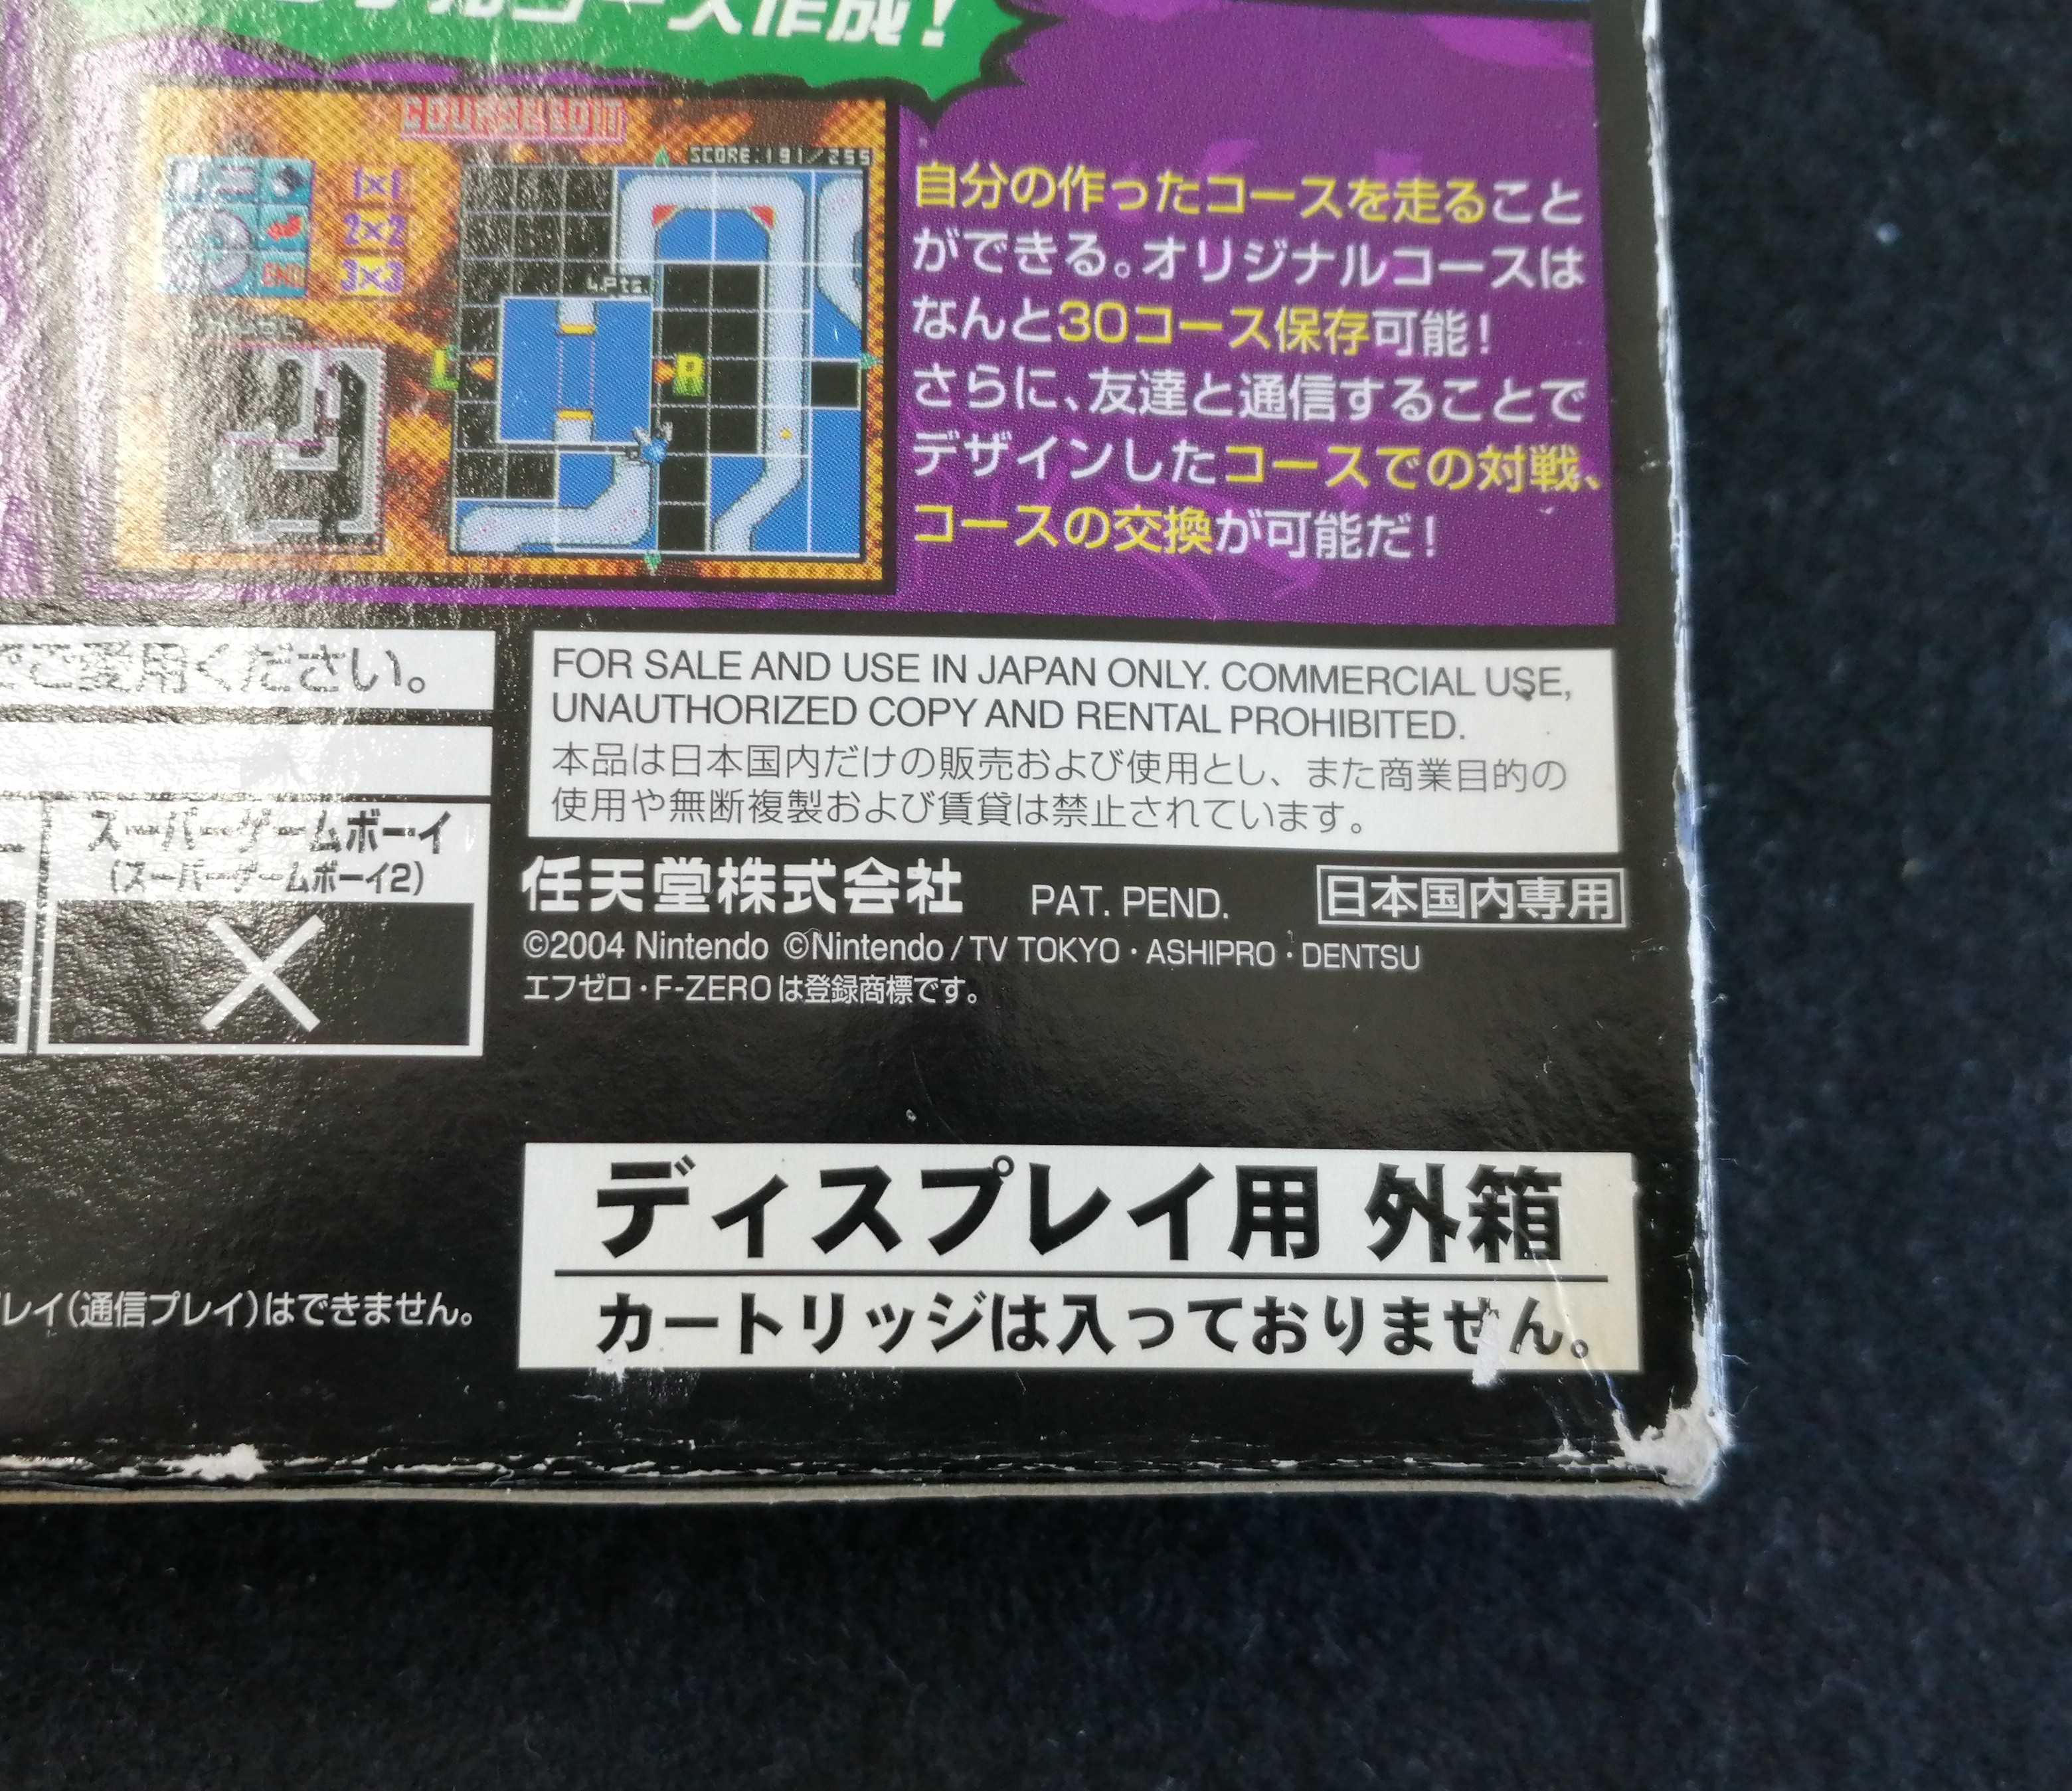 コース作成!
COURSE EDIT
SCORE:191/255
1×1
2×2
3×3
END
4.Pts
L
R
自分の作ったコースを走ること
ができる。オリジナルコースは
なんと30コース保存可能!
さらに、友達と通信することで
デザインしたコースでの対戦、
コースの交換が可能だ!
ご愛用ください。
FOR SALE AND USE IN JAPAN ONLY. COMMERCIAL USE,
UNAUTHORIZED COPY AND RENTAL PROHIBITED.
本品は日本国内だけの販売および使用とし、また商業目的の
使用や無断複製および賃貸は禁止されています。
スーパーゲームボーイ
(スーパーゲームボーイ2)
×
任天堂株式会社 PAT. PEND. 日本国内専用
©2004 Nintendo ©Nintendo / TV TOKYO・ASHIPRO・DENTSU
エフゼロ・F-ZEROは登録商標です。
レイ(通信プレイ)はできません。
ディスプレイ用 外箱
カートリッジは入っておりません。